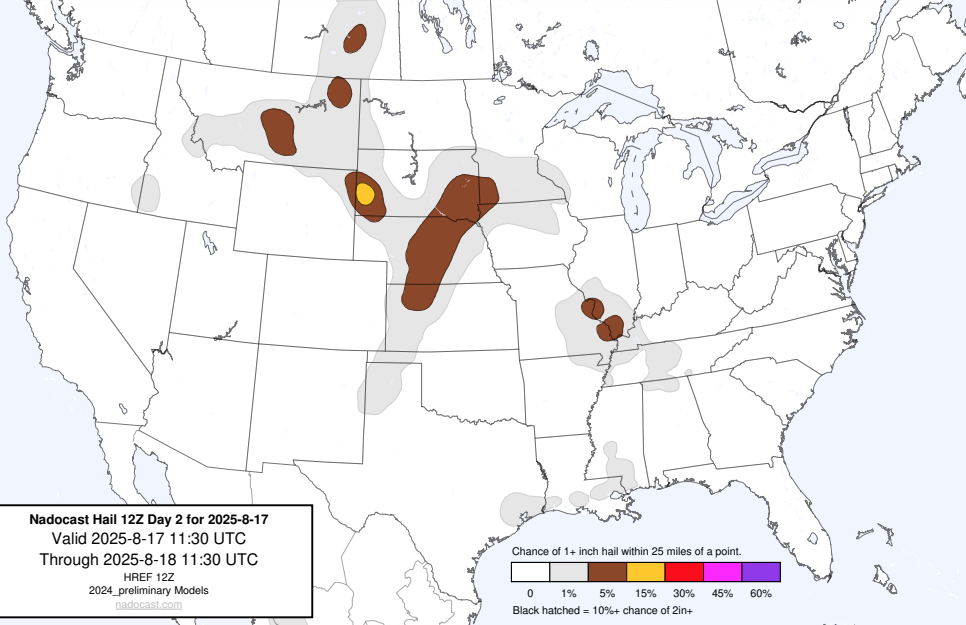 Nadocast Hail 12Z Day 2 for 2025-8-17
Valid 2025-8-17 11:30 UTC
Through 2025-8-18 11:30 UTC
HREF 12Z
2024_preliminary Models
nadocast.com
Chance of 1+ inch hail within 25 miles of a point.
0 1% 5% 15% 30% 45% 60%
Black hatched = 10%+ chance of 2in+